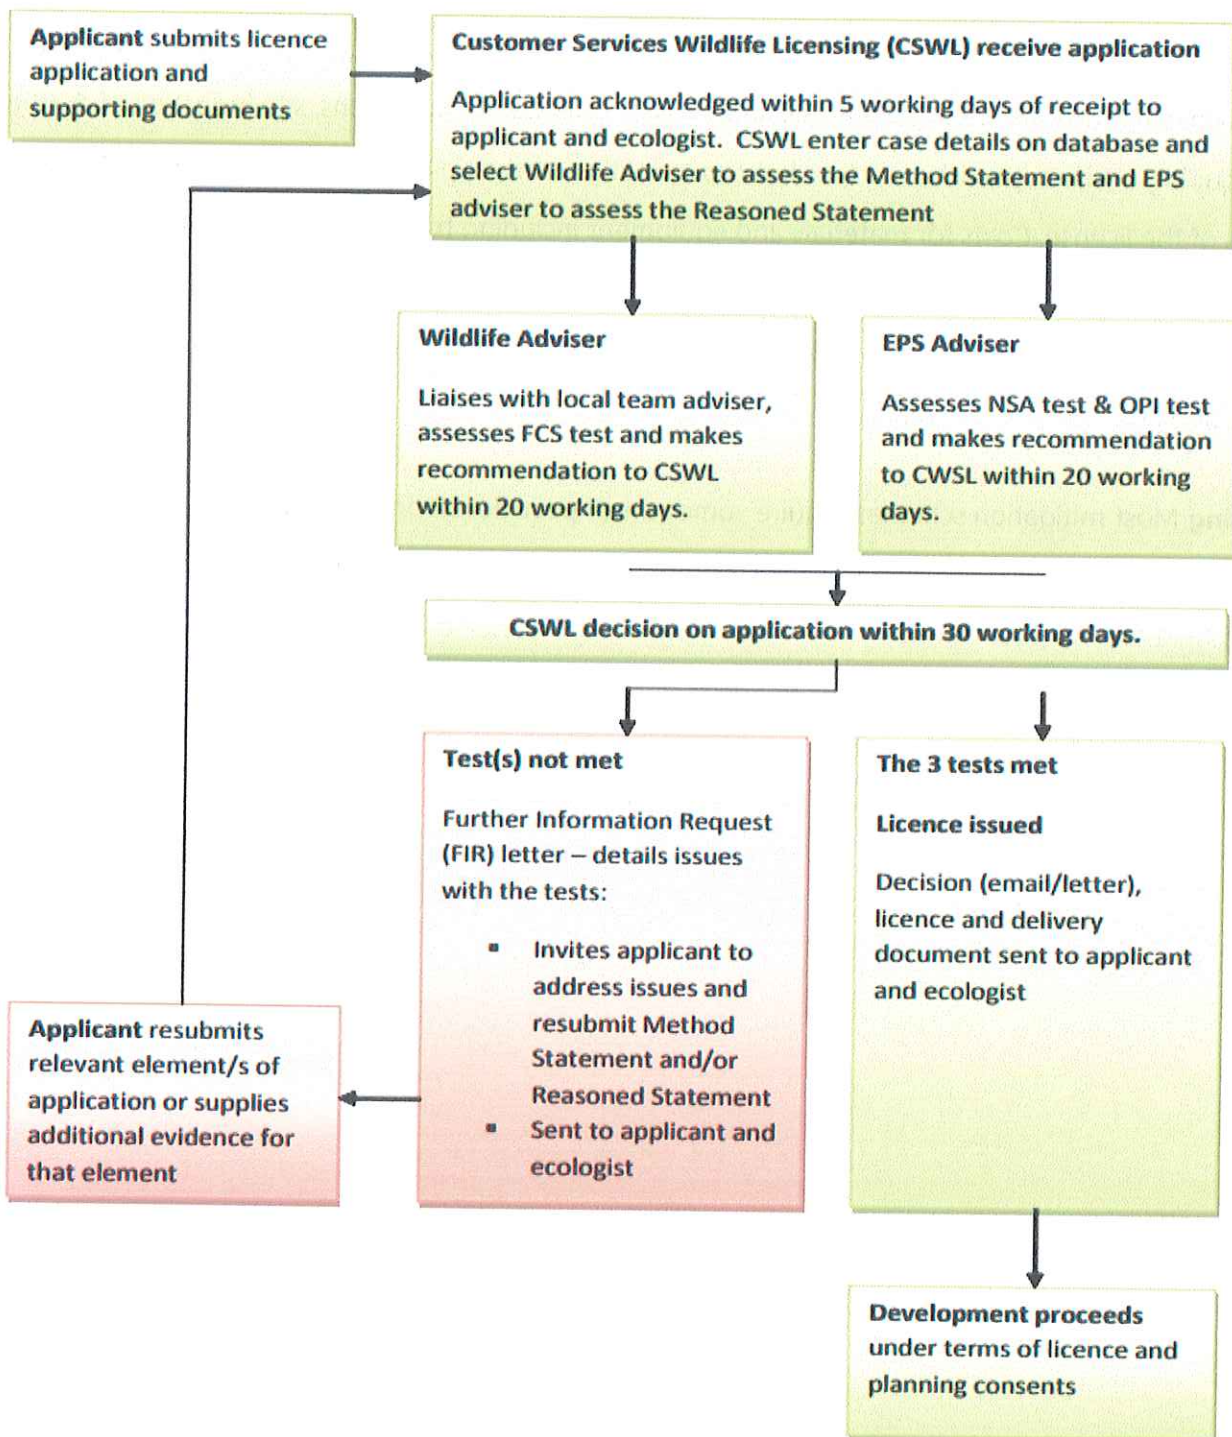 Applicant submits licence
application and
supporting documents
Customer Services Wildlife Licensing (CSWL) receive application
Application acknowledged within 5 working days of receipt to
applicant and ecologist. CSWL enter case details on database and
select Wildlife Adviser to assess the Method Statement and EPS
adviser to assess the Reasoned Statement
Wildlife Adviser
Liaises with local team adviser,
assesses FCS test and makes
recommendation to CSWL
within 20 working days.
EPS Adviser
Assesses NSA test & OPI test
and makes recommendation
to CWSL within 20 working
days.
CSWL decision on application within 30 working days.
Test(s) not met
Further Information Request
(FIR) letter – details issues
with the tests:
▪ Invites applicant to
address issues and
resubmit Method
Statement and/or
Reasoned Statement
▪ Sent to applicant and
ecologist
The 3 tests met
Licence issued
Decision (email/letter),
licence and delivery
document sent to applicant
and ecologist
Applicant resubmits
relevant element/s of
application or supplies
additional evidence for
that element
Development proceeds
under terms of licence and
planning consents